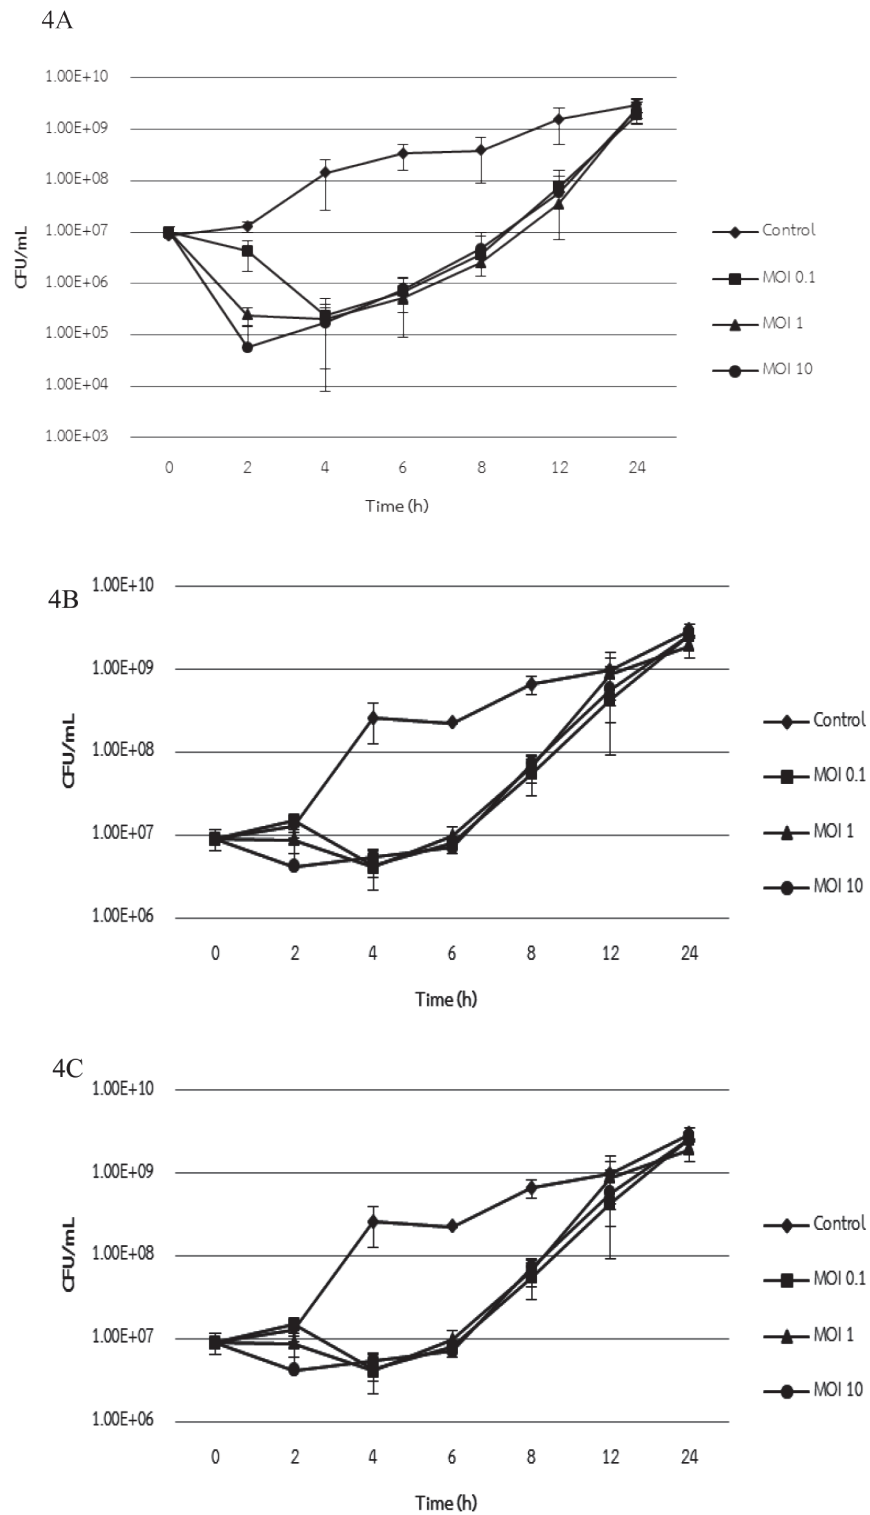 4A
1.00E+10
1.00E+09
1.00E+08
1.00E+07
1.00E+06
1.00E+05
1.00E+04
1.00E+03
CFU/mL
0 2 4 6 8 12 24
Time (h)
Control
MOI 0.1
MOI 1
MOI 10
4B
1.00E+10
1.00E+09
1.00E+08
1.00E+07
1.00E+06
CFU/mL
0 2 4 6 8 12 24
Time (h)
Control
MOI 0.1
MOI 1
MOI 10
4C
1.00E+10
1.00E+09
1.00E+08
1.00E+07
1.00E+06
CFU/mL
0 2 4 6 8 12 24
Time (h)
Control
MOI 0.1
MOI 1
MOI 10